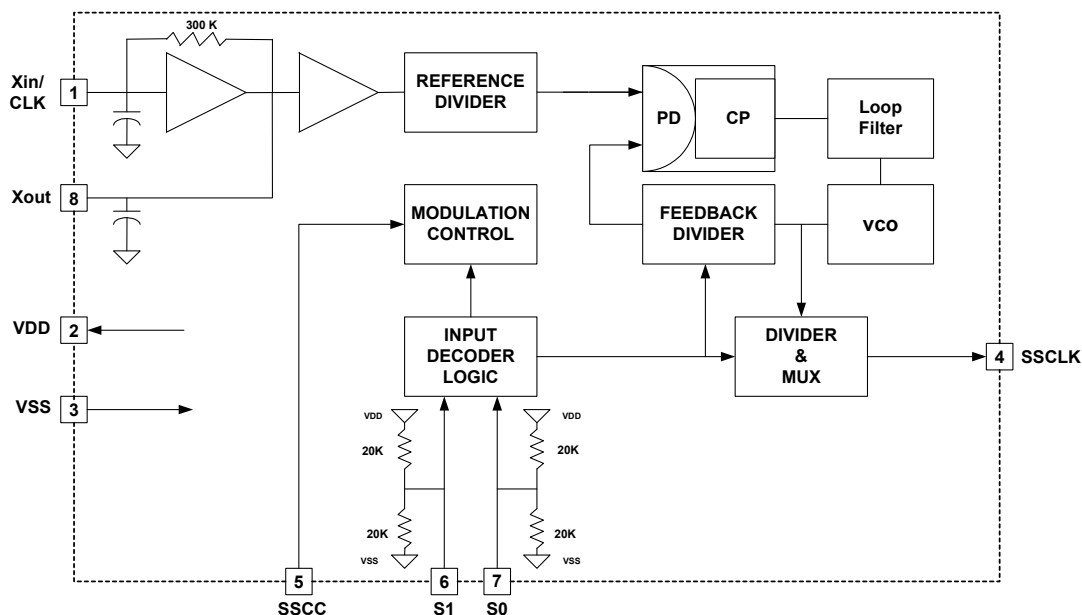 300 K
Xin/
CLK
1
REFERENCE
DIVIDER
PD
CP
Loop
Filter
Xout
8
MODULATION
CONTROL
FEEDBACK
DIVIDER
vco
VDD
2
INPUT
DECODER
LOGIC
DIVIDER
&
MUX
4
SSCLK
VSS
3
VDD
VDD
20K
20K
20K
20K
VSS
VSS
5
6
7
SSCC
S1
S0